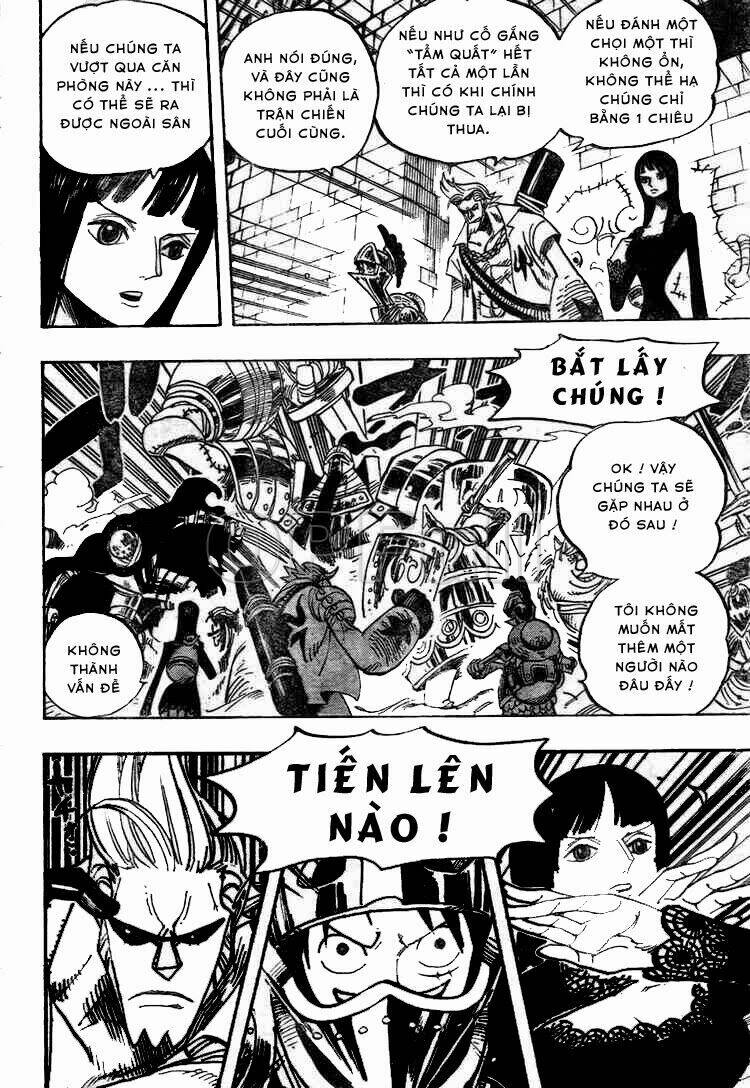 NẾU ĐÁNH MỘT
CHỌI MỘT THÌ
KHÔNG ỔN,
KHÔNG THỂ HẠ
CHÚNG CHỈ
BẰNG 1 CHIÊU
NẾU NHƯ CỐ GẮNG
"TẨM QUẤT" HẾT
TẤT CẢ MỘT LẦN
THÌ CÓ KHI CHÍNH
CHÚNG TA LẠI BỊ
THUA.
ANH NÓI ĐÚNG,
VÀ ĐÂY CŨNG
KHÔNG PHẢI LÀ
TRẬN CHIẾN
CUỐI CÙNG.
NẾU CHÚNG TA
VƯỢT QUA CĂN
PHÒNG NÀY ... THÌ
CÓ THỂ SẼ RA
ĐƯỢC NGOÀI SÂN
BẮT LẤY
CHÚNG !
OK ! VẬY
CHÚNG TA SẼ
GẶP NHAU Ở
ĐÓ SAU !
TÔI KHÔNG
MUỐN MẤT
THÊM MỘT
NGƯỜI NÀO
ĐÂU ĐẤY !
KHÔNG
THÀNH
VẤN ĐỀ
TIẾN LÊN
NÀO !